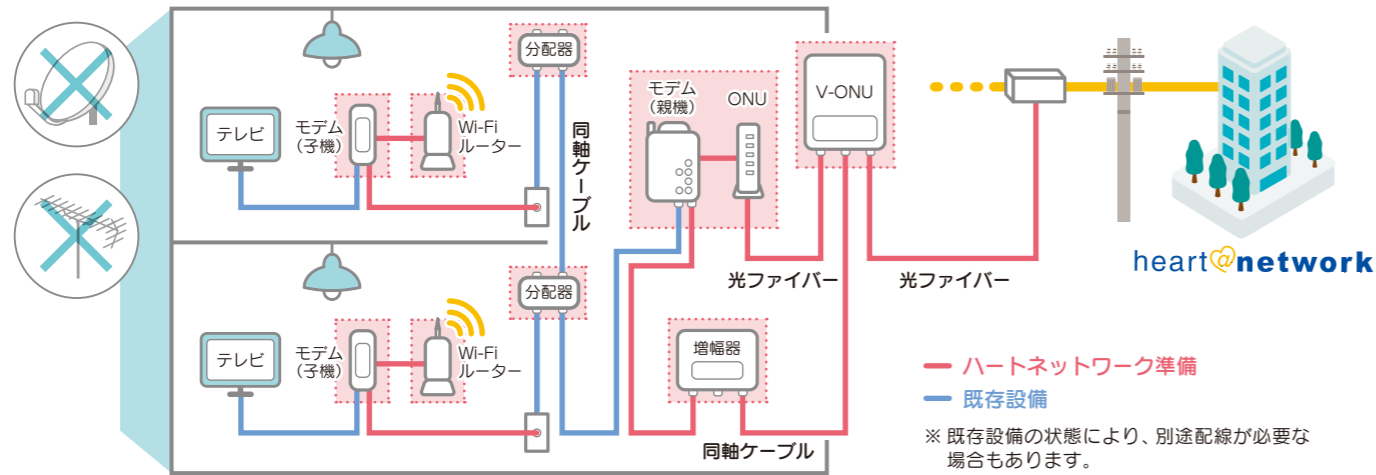 分配器
テレビ
モデム
（子機）
Wi-Fi
ルーター
同軸ケーブル
モデム
（親機）
ONU
V-ONU
光ファイバー
光ファイバー
heart@network
分配器
テレビ
モデム
（子機）
Wi-Fi
ルーター
増幅器
同軸ケーブル
ハートネットワーク準備
既存設備
※ 既存設備の状態により、別途配線が必要な
場合もあります。